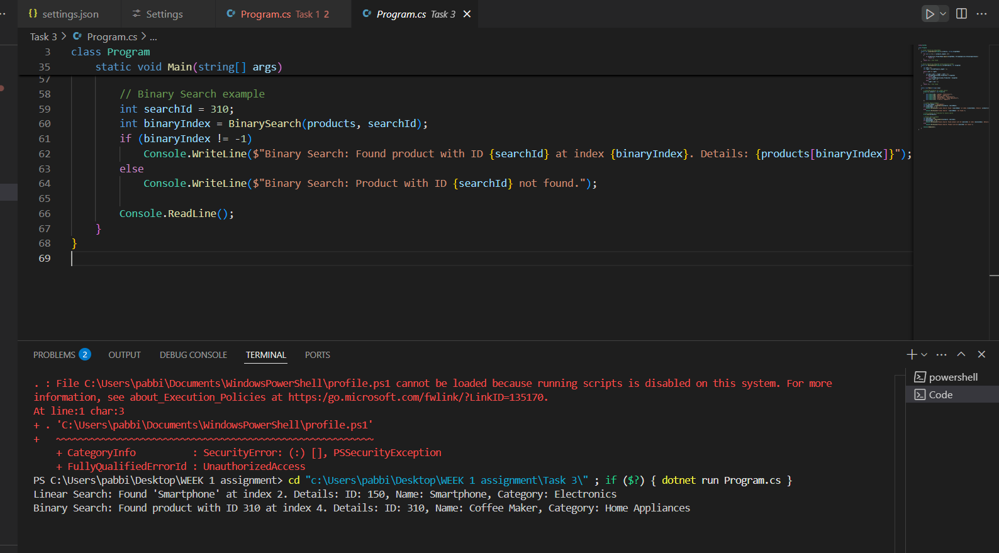 {} settings.json
Settings
C# Program.cs Task 1 2
C# Program.cs Task 3
Task 3 > C# Program.cs > ...
3 class Program
35 static void Main(string[] args)
57
58 // Binary Search example
59 int searchId = 310;
60 int binaryIndex = BinarySearch(products, searchId);
61 if (binaryIndex != -1)
62 Console.WriteLine($"Binary Search: Found product with ID {searchId} at index {binaryIndex}. Details: {products[binaryIndex]}");
63 else
64 Console.WriteLine($"Binary Search: Product with ID {searchId} not found.");
65
66 Console.ReadLine();
67 }
68 }
69
PROBLEMS 2 OUTPUT DEBUG CONSOLE TERMINAL PORTS
powershell
Code
. : File C:\Users\pabbi\Documents\WindowsPowerShell\profile.ps1 cannot be loaded because running scripts is disabled on this system. For more
information, see about_Execution_Policies at https:/go.microsoft.com/fwlink/?LinkID=135170.
At line:1 char:3
+ . 'C:\Users\pabbi\Documents\WindowsPowerShell\profile.ps1'
+ ~~~~~~~~~~~~~~~~~~~~~~~~~~~~~~~~~~~~~~~~~~~~~~~~~~~~~~~~
+ CategoryInfo : SecurityError: (:) [], PSSecurityException
+ FullyQualifiedErrorId : UnauthorizedAccess
PS C:\Users\pabbi\Desktop\WEEK 1 assignment> cd "c:\Users\pabbi\Desktop\WEEK 1 assignment\Task 3\" ; if ($?) { dotnet run Program.cs }
Linear Search: Found 'Smartphone' at index 2. Details: ID: 150, Name: Smartphone, Category: Electronics
Binary Search: Found product with ID 310 at index 4. Details: ID: 310, Name: Coffee Maker, Category: Home Appliances